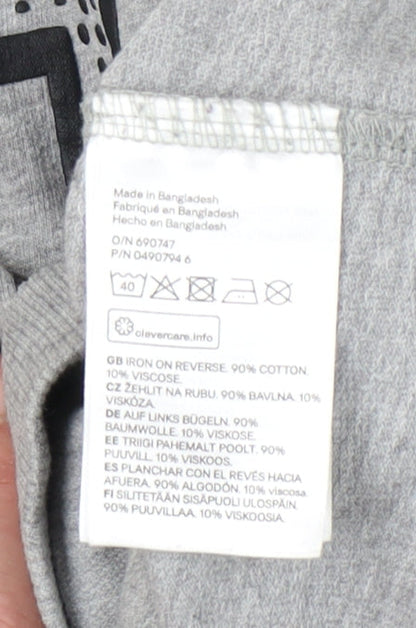 Made in Bangladesh
Fabriqué en Bangladesh
Hecho en Bangladesh
O/N 690747
P/N 0490794 6
40
clevercare.info
GB IRON ON REVERSE. 90% COTTON.
10% VISCOSE.
CZ ŽEHLIT NA RUBU. 90% BAVLNA. 10%
VISKÓZA.
DE AUF LINKS BÜGELN. 90%
BAUMWOLLE. 10% VISKOSE.
EE TRIIGI PAHEMALT POOLT. 90%
PUUVILL. 10% VISKOOS.
ES PLANCHAR CON EL REVÉS HACIA
AFUERA. 90% ALGODÓN. 10% viscosa.
FI SILITETÄÄN SISÄPUOLI ULOSPÄIN.
90% PUUVILLAA. 10% VISKOOSIA.